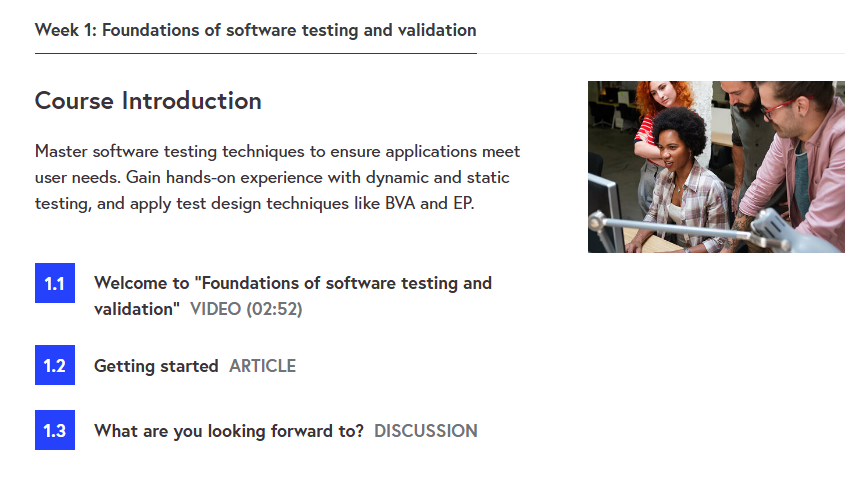 Week 1: Foundations of software testing and validation
Course Introduction
Master software testing techniques to ensure applications meet
user needs. Gain hands-on experience with dynamic and static
testing, and apply test design techniques like BVA and EP.
1.1 Welcome to "Foundations of software testing and
validation" VIDEO (02:52)
1.2 Getting started ARTICLE
1.3 What are you looking forward to? DISCUSSION